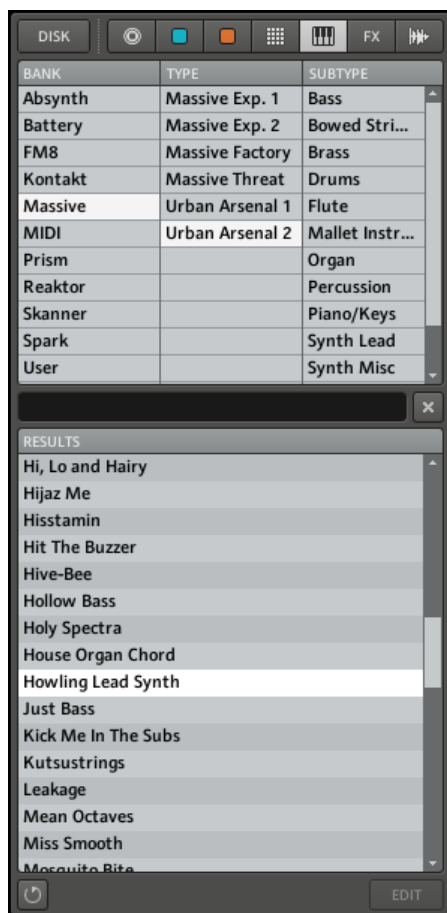 DISK FX
BANK TYPE SUBTYPE
Absynth Massive Exp. 1 Bass
Battery Massive Exp. 2 Bowed Stri...
FM8 Massive Factory Brass
Kontakt Massive Threat Drums
Massive Urban Arsenal 1 Flute
MIDI Urban Arsenal 2 Mallet Instr...
Prism Organ
Reaktor Percussion
Skanner Piano/Keys
Spark Synth Lead
User Synth Misc
RESULTS
Hi, Lo and Hairy
Hijaz Me
Hisstamin
Hit The Buzzer
Hive-Bee
Hollow Bass
Holy Spectra
House Organ Chord
Howling Lead Synth
Just Bass
Kick Me In The Subs
Kutsustrings
Leakage
Mean Octaves
Miss Smooth
Mosquito Bite
EDIT